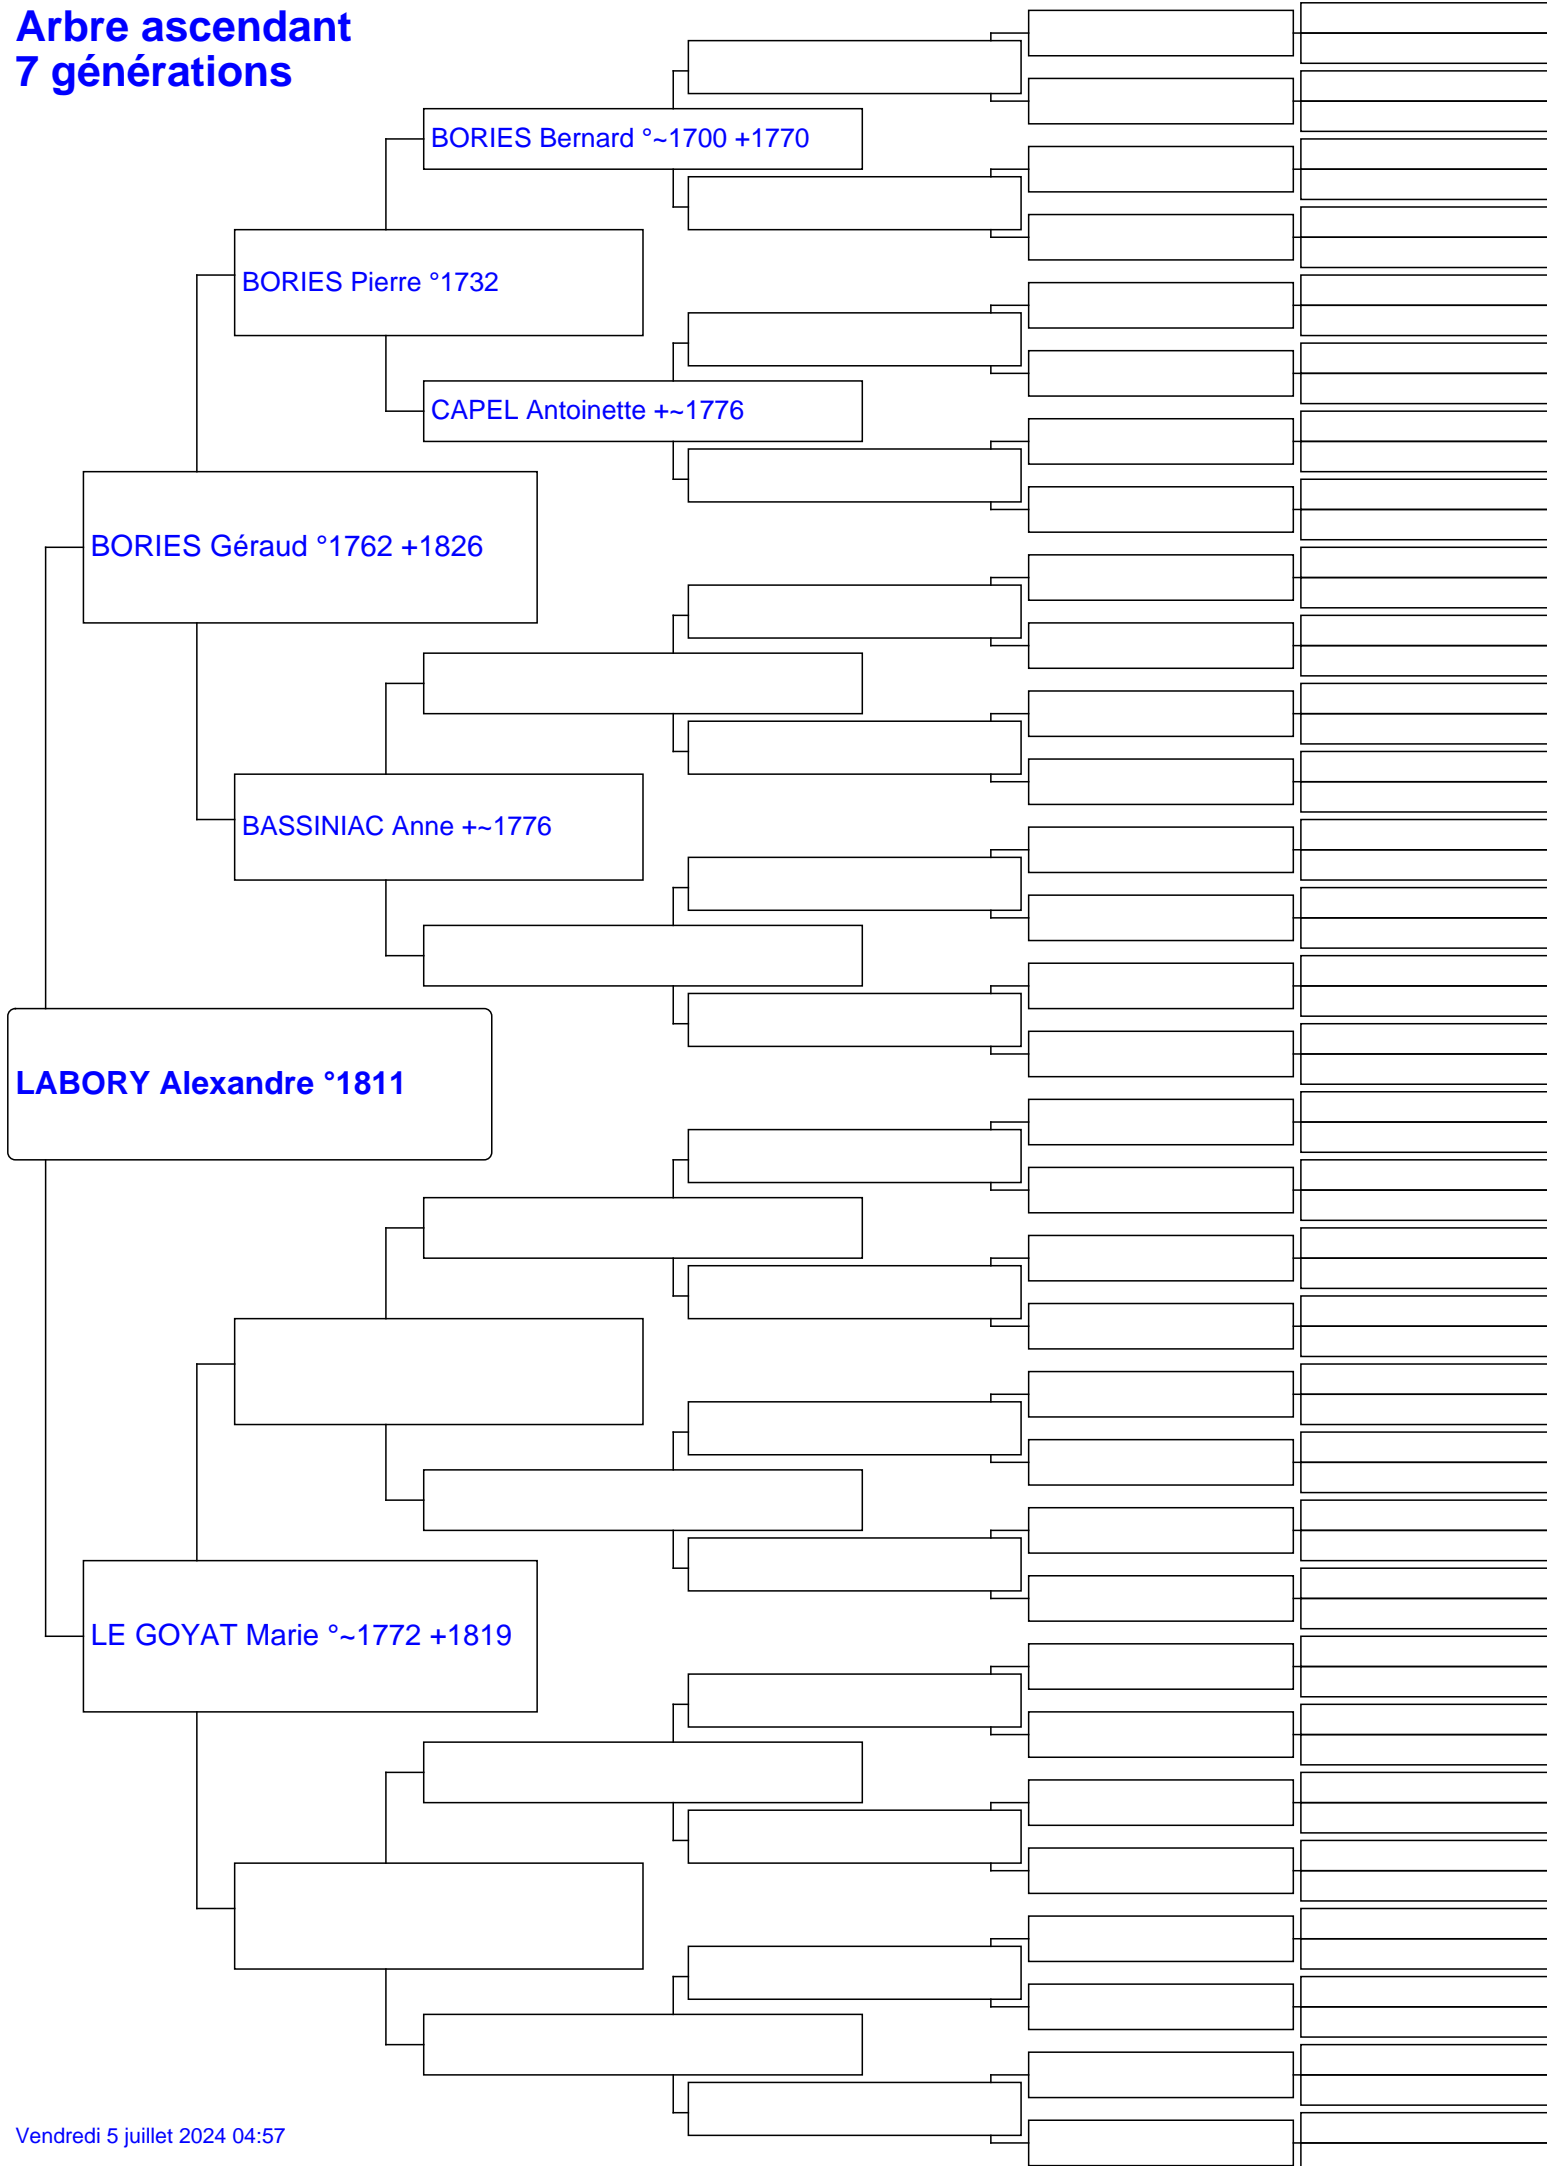 Arbre ascendant
7 générations
BORIES Bernard °~1700 +1770
BORIES Pierre °1732
CAPEL Antoinette +~1776
BORIES Géraud °1762 +1826
BASSINIAC Anne +~1776
LABORY Alexandre °1811
LE GOYAT Marie °~1772 +1819
Vendredi 5 juillet 2024 04:57